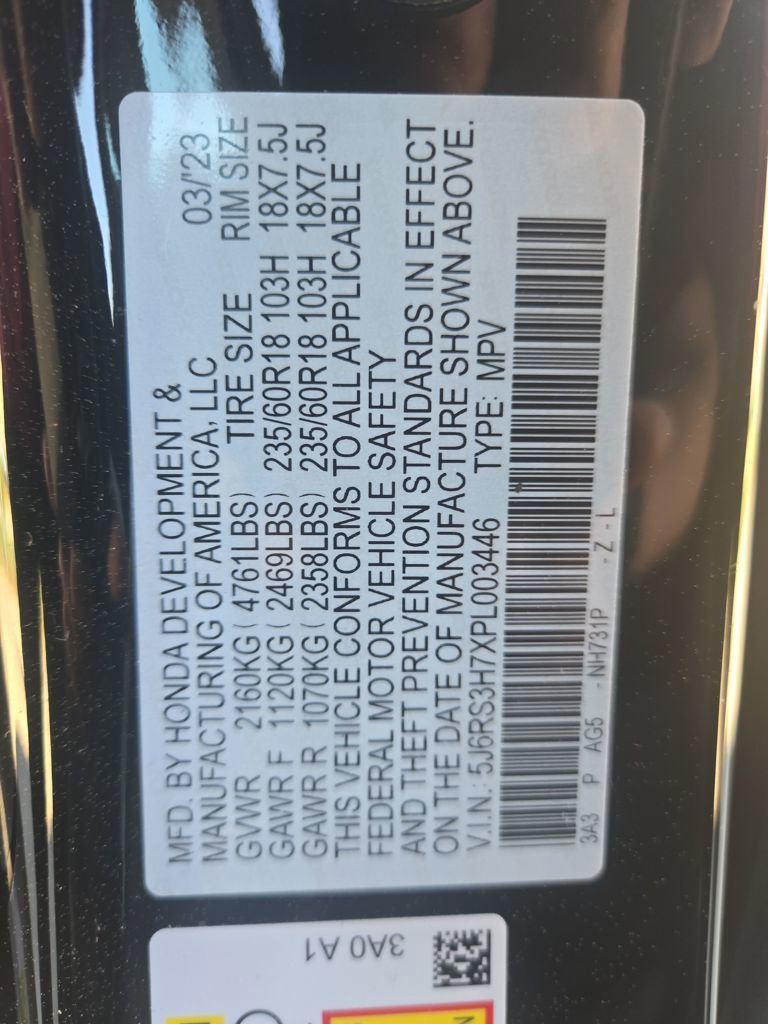 MFD. BY HONDA DEVELOPMENT &
MANUFACTURING OF AMERICA, LLC 03/'23
GVWR 2160KG ( 4761LBS) TIRE SIZE RIM SIZE
GAWR F 1120KG ( 2469LBS) 235/60R18 103H 18X7.5J
GAWR R 1070KG ( 2358LBS) 235/60R18 103H 18X7.5J
THIS VEHICLE CONFORMS TO ALL APPLICABLE
FEDERAL MOTOR VEHICLE SAFETY
AND THEFT PREVENTION STANDARDS IN EFFECT
ON THE DATE OF MANUFACTURE SHOWN ABOVE.
V.I.N.: 5J6RS3H7XPL003446 TYPE: MPV
3A3 P AG5 - NH731P - Z - L
3A0 A1